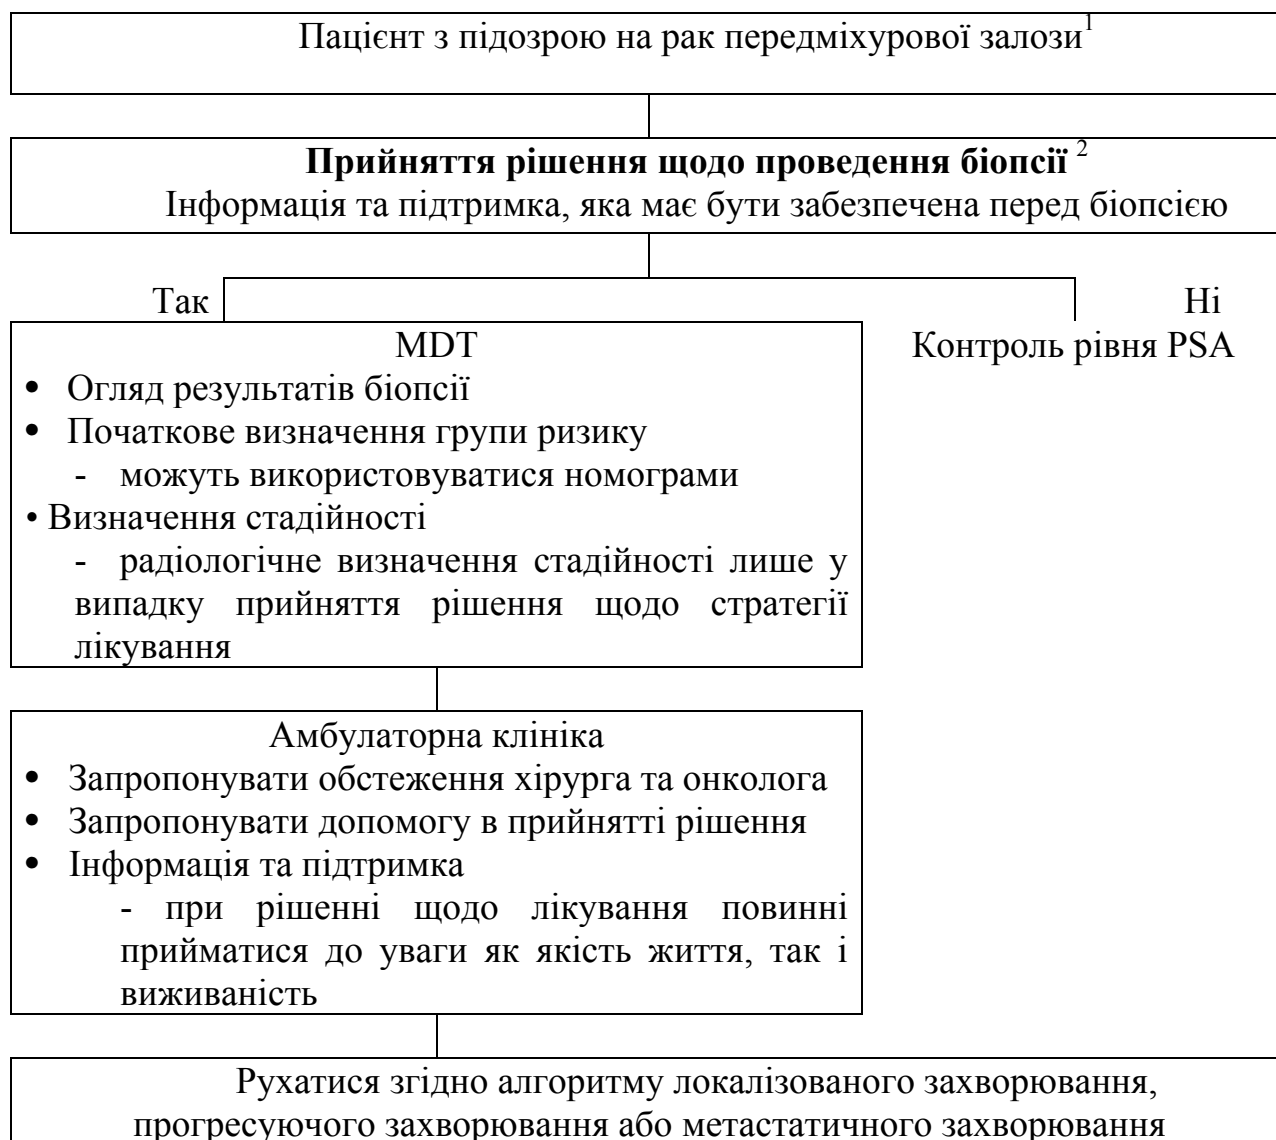 Пацієнт з підозрою на рак передміхурової залози1
Прийняття рішення щодо проведення біопсії 2
Інформація та підтримка, яка має бути забезпечена перед біопсією
Так
Ні
MDT
• Огляд результатів біопсії
• Початкове визначення групи ризику
- можуть використовуватися номограми
• Визначення стадійності
- радіологічне визначення стадійності лише у
випадку прийняття рішення щодо стратегії
лікування
Контроль рівня PSA
Амбулаторна клініка
• Запропонувати обстеження хірурга та онколога
• Запропонувати допомогу в прийнятті рішення
• Інформація та підтримка
- при рішенні щодо лікування повинні
прийматися до уваги як якість життя, так і
виживаність
Рухатися згідно алгоритму локалізованого захворювання,
прогресуючого захворювання або метастатичного захворювання